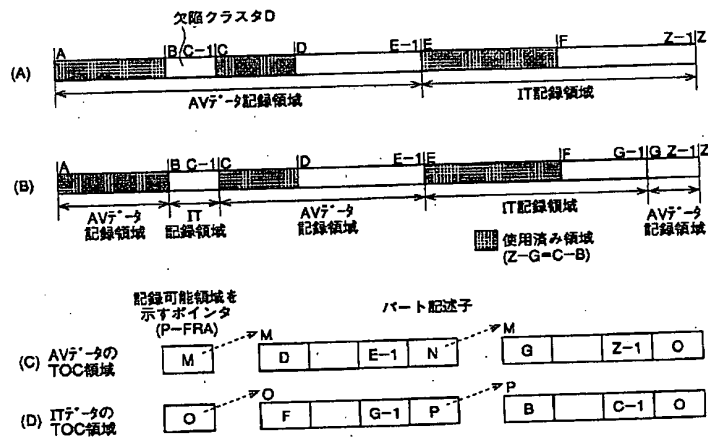 欠陥クラスタD
A B C-1 C D E-1 E F Z-1 Z
(A)
AVデータ記録領域 IT記録領域
A B C-1 C D E-1 E F G-1 G Z-1 Z
(B)
AVデータ記録領域 IT記録領域 AVデータ記録領域 IT記録領域 AVデータ記録領域
使用済み領域
(Z-G=C-B)
記録可能領域を示すポインタ(P-FRA)
パート記述子
(C) AVデータのTOC領域 M M D E-1 N M G Z-1 O
(D) ITデータのTOC領域 O O F G-1 P P B C-1 O